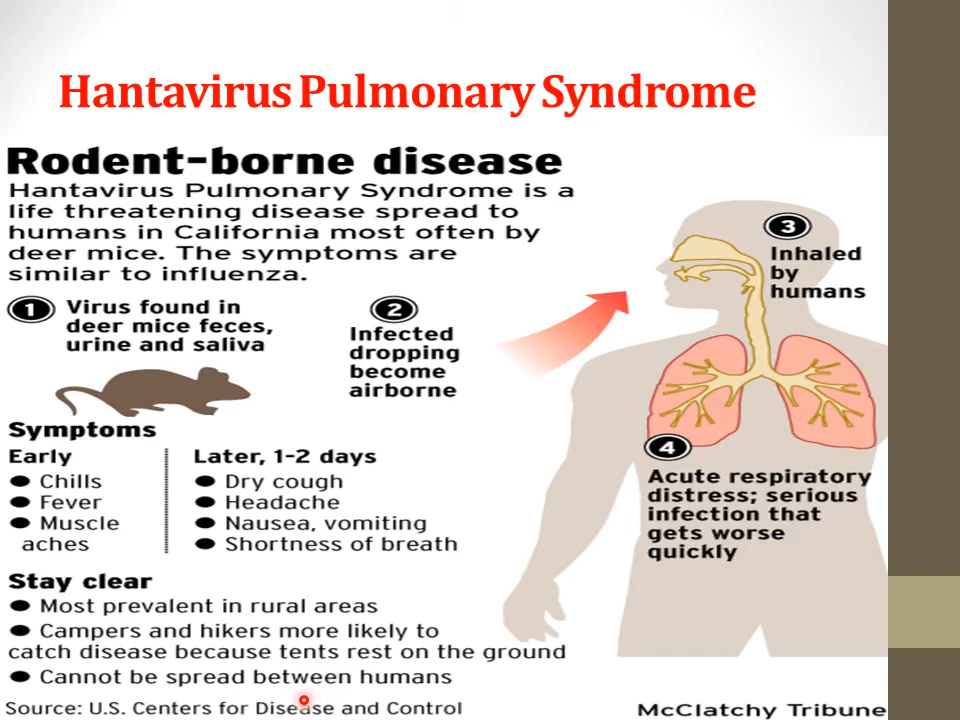 Hantavirus Pulmonary Syndrome
Rodent-borne disease
Hantavirus Pulmonary Syndrome is a
life threatening disease spread to
humans in California most often by
deer mice. The symptoms are
similar to influenza.
1
Virus found in
deer mice feces,
urine and saliva
2
Infected
dropping
become
airborne
3
Inhaled
by
humans
4
Acute respiratory
distress; serious
infection that
gets worse
quickly
Symptoms
Early
● Chills
● Fever
● Muscle
aches
Later, 1-2 days
● Dry cough
● Headache
● Nausea, vomiting
● Shortness of breath
Stay clear
● Most prevalent in rural areas
● Campers and hikers more likely to
catch disease because tents rest on the ground
● Cannot be spread between humans
Source: U.S. Centers for Disease and Control
McClatchy Tribune